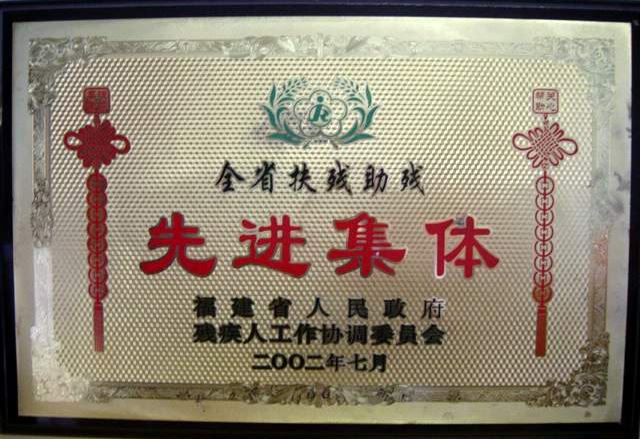 全省扶残助残
先进集体
福建省人民政府
残疾人工作协调委员会
二〇〇二年七月